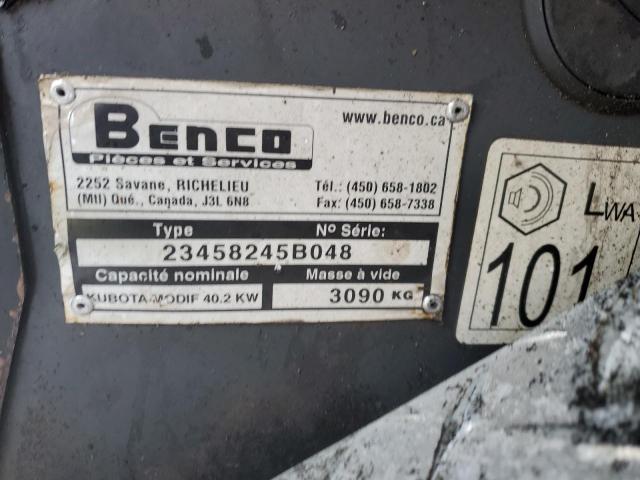 Benco
Pièces et Services
www.benco.ca
2252 Savane, RICHELIEU
(Mtl) Qué., Canada, J3L 6N8
Tél.: (450) 658-1802
Fax: (450) 658-7338
Type
Nº Série:
23458245B048
Capacité nominale
Masse à vide
KUBOTA MODIF 40.2 KW
3090 KG
LWA
101